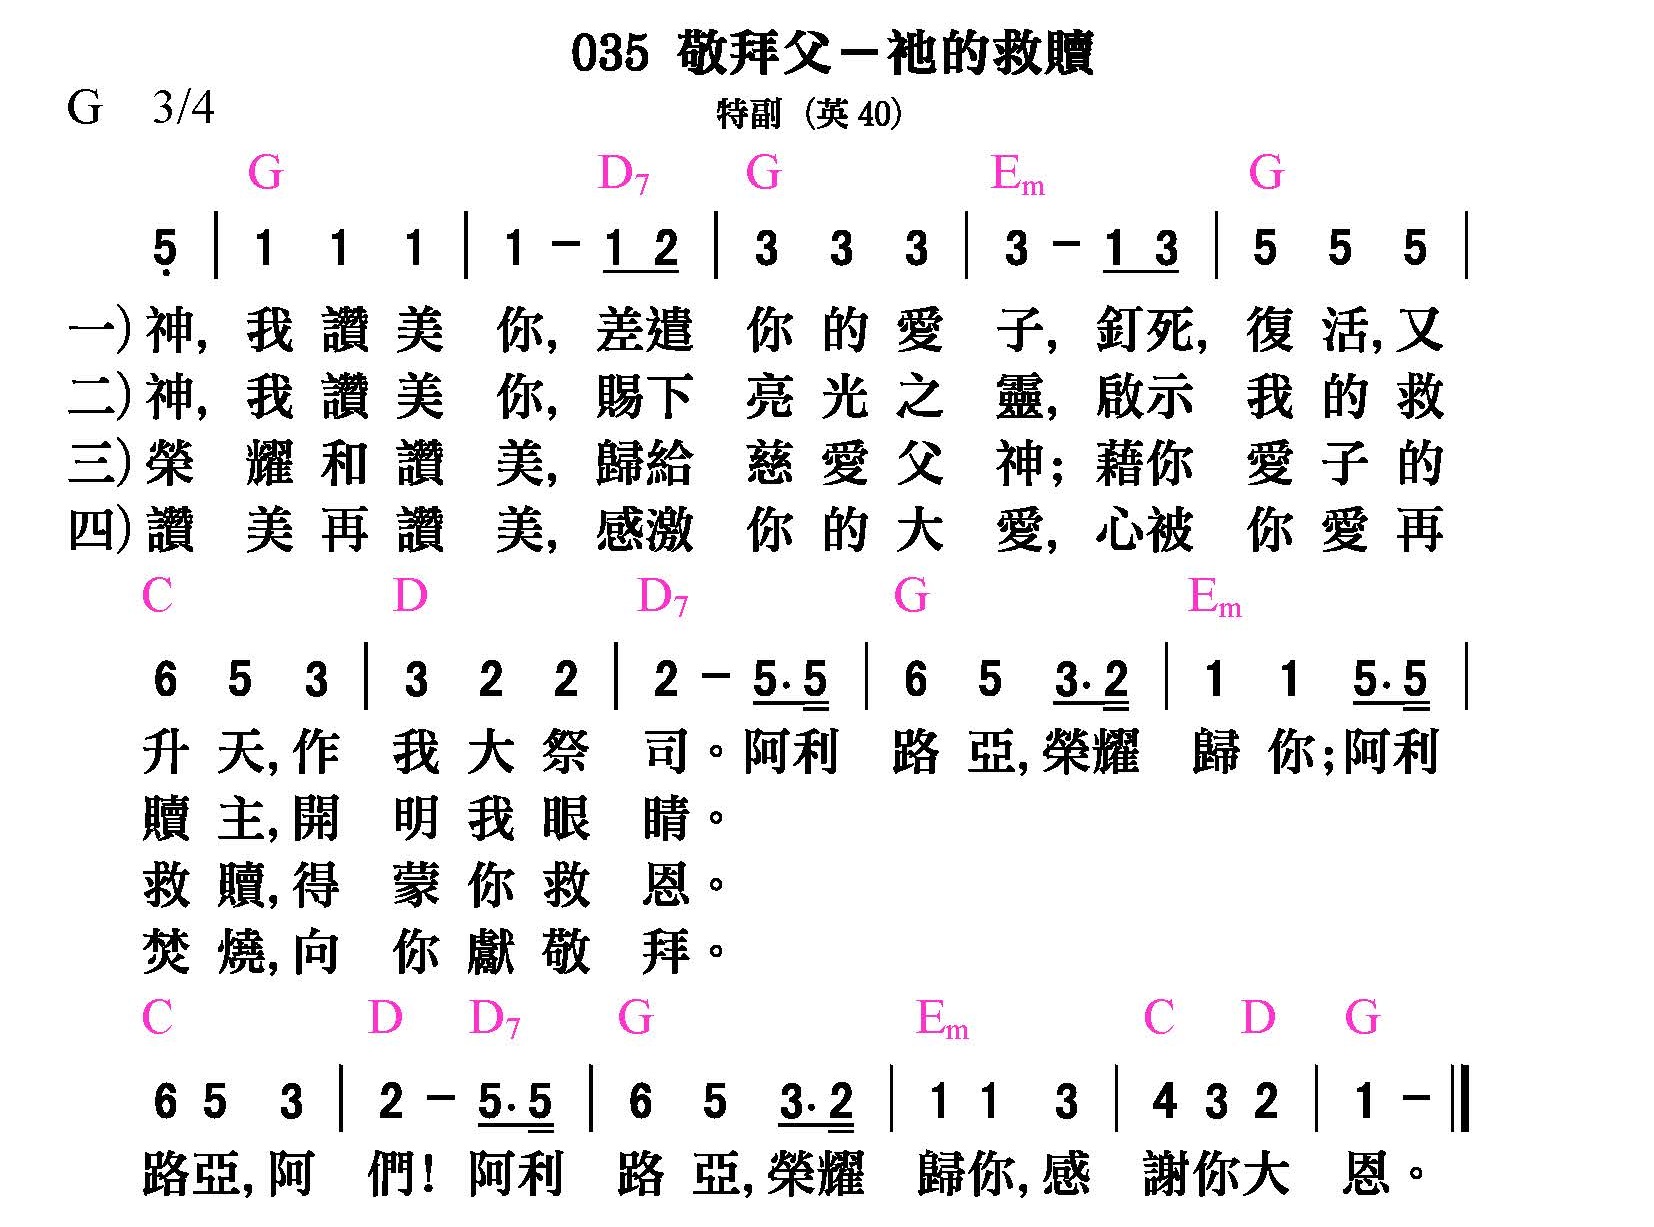 035 敬拜父－祂的救贖
G 3/4 特副（英 40）
G D7 G Em G
5 | 1 1 1 | 1 － 1 2 | 3 3 3 | 3 － 1 3 | 5 5 5 |
一) 神, 我 讚 美 你, 差遣 你 的 愛 子, 釘死, 復 活, 又
二) 神, 我 讚 美 你, 賜下 亮 光 之 靈, 啟示 我 的 救
三) 榮 耀 和 讚 美, 歸給 慈 愛 父 神; 藉你 愛 子 的
四) 讚 美 再 讚 美, 感激 你 的 大 愛, 心被 你 愛 再
C D D7 G Em
6 5 3 | 3 2 2 | 2 － 5. 5 | 6 5 3. 2 | 1 1 5. 5 |
升 天, 作 我 大 祭 司。阿利 路 亞, 榮耀 歸 你; 阿利
贖 主, 開 明 我 眼 睛。
救 贖, 得 蒙 你 救 恩。
焚 燒, 向 你 獻 敬 拜。
C D D7 G Em C D G
6 5 3 | 2 － 5. 5 | 6 5 3. 2 | 1 1 3 | 4 3 2 | 1 － ‖
路亞, 阿 們! 阿利 路 亞, 榮耀 歸你, 感 謝你大 恩。